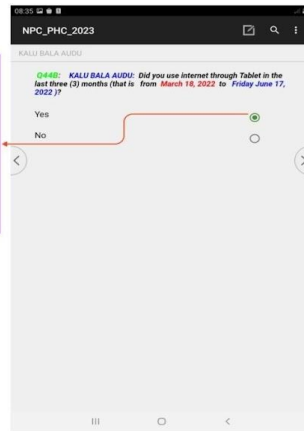 08:35
NPC_PHC_2023
KALU BALA AUDU
Q44B: KALU BALA AUDU: Did you use internet through Tablet in the
last three (3) months (that is from March 18, 2022 to Friday June 17,
2022 )?
Yes
No